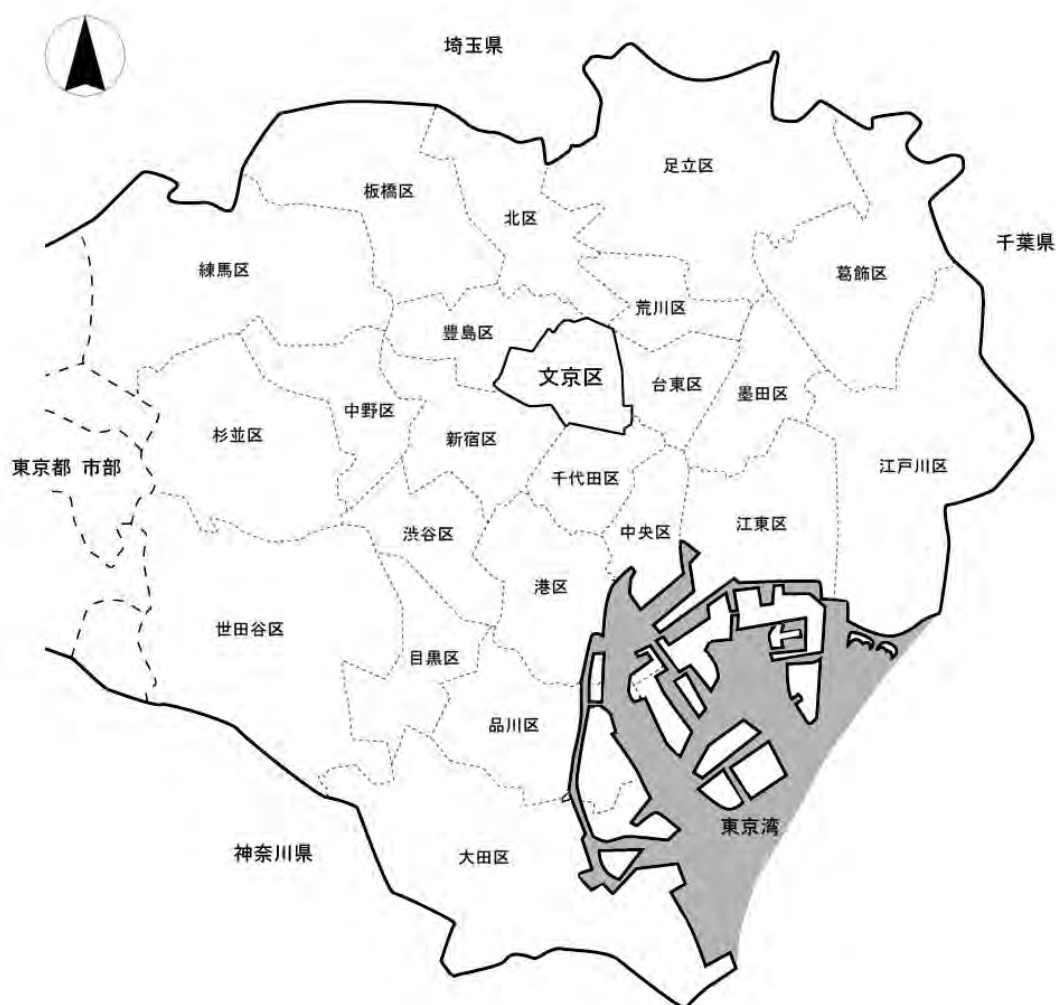 埼玉県
足立区
板橋区
北区
千葉県
練馬区
葛飾区
荒川区
豊島区
文京区
台東区
墨田区
中野区
杉並区
新宿区
東京都 市部
江戸川区
千代田区
渋谷区
中央区
江東区
港区
世田谷区
目黒区
品川区
東京湾
神奈川県
大田区